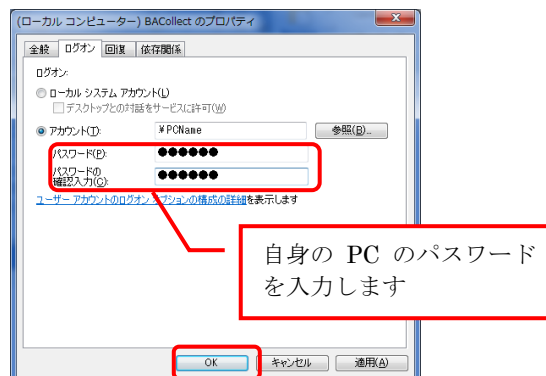 (ローカル コンピューター) BACollect のプロパティ
全般 ログオン 回復 依存関係
ログオン:
ローカル システム アカウント(L)
デスクトップとの対話をサービスに許可(W)
アカウント(T): ¥PCName 参照(B)...
パスワード(P): ●●●●●●
パスワードの
確認入力(C): ●●●●●●
ユーザー アカウントのログオン オプションの構成の詳細を表示します
自身の PC のパスワード
を入力します
OK キャンセル 適用(A)